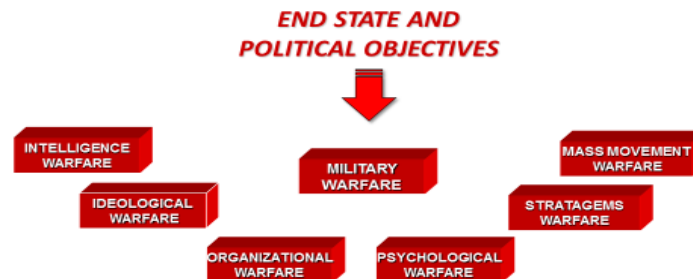 END STATE AND
POLITICAL OBJECTIVES
INTELLIGENCE
WARFARE
IDEOLOGICAL
WARFARE
ORGANIZATIONAL
WARFARE
MILITARY
WARFARE
PSYCHOLOGICAL
WARFARE
STRATAGEMS
WARFARE
MASS MOVEMENT
WARFARE